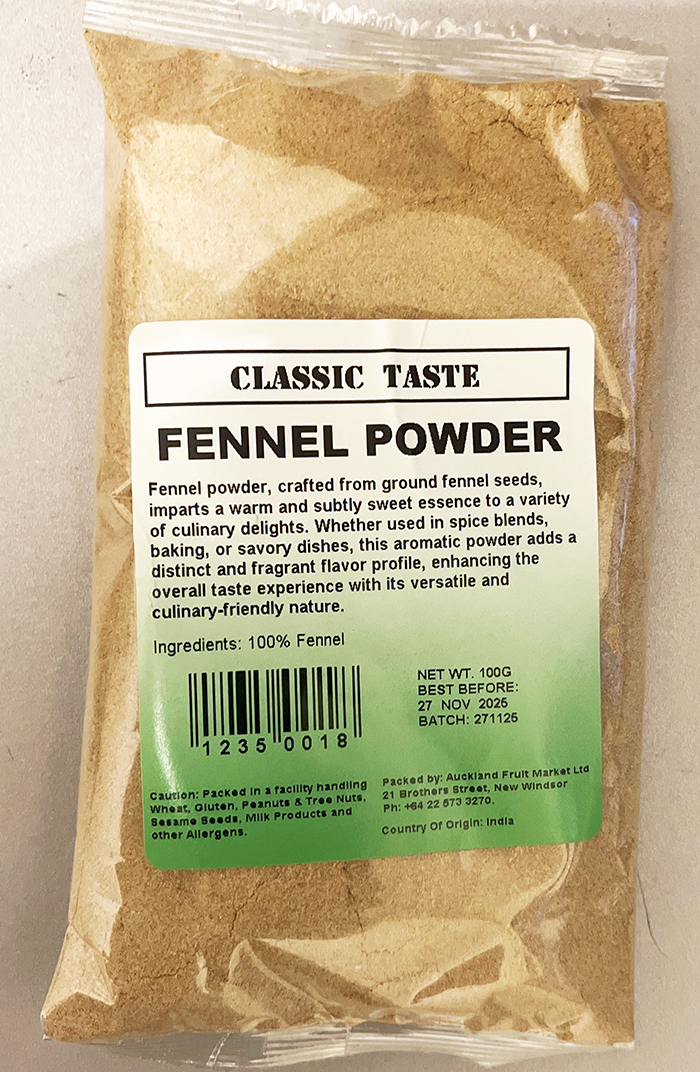 CLASSIC TASTE
FENNEL POWDER
Fennel powder, crafted from ground fennel seeds,
imparts a warm and subtly sweet essence to a variety
of culinary delights. Whether used in spice blends,
baking, or savory dishes, this aromatic powder adds a
distinct and fragrant flavor profile, enhancing the
overall taste experience with its versatile and
culinary-friendly nature.
Ingredients: 100% Fennel
1235 0018
NET WT. 100G
BEST BEFORE:
27 NOV 2025
BATCH: 271125
Caution: Packed in a facility handling
Wheat, Gluten, Peanuts & Tree Nuts,
Sesame Seeds, Milk Products and
other Allergens.
Packed by: Auckland Fruit Market Ltd
21 Brothers Street, New Windsor
Ph: +64 22 573 3270.
Country Of Origin: India